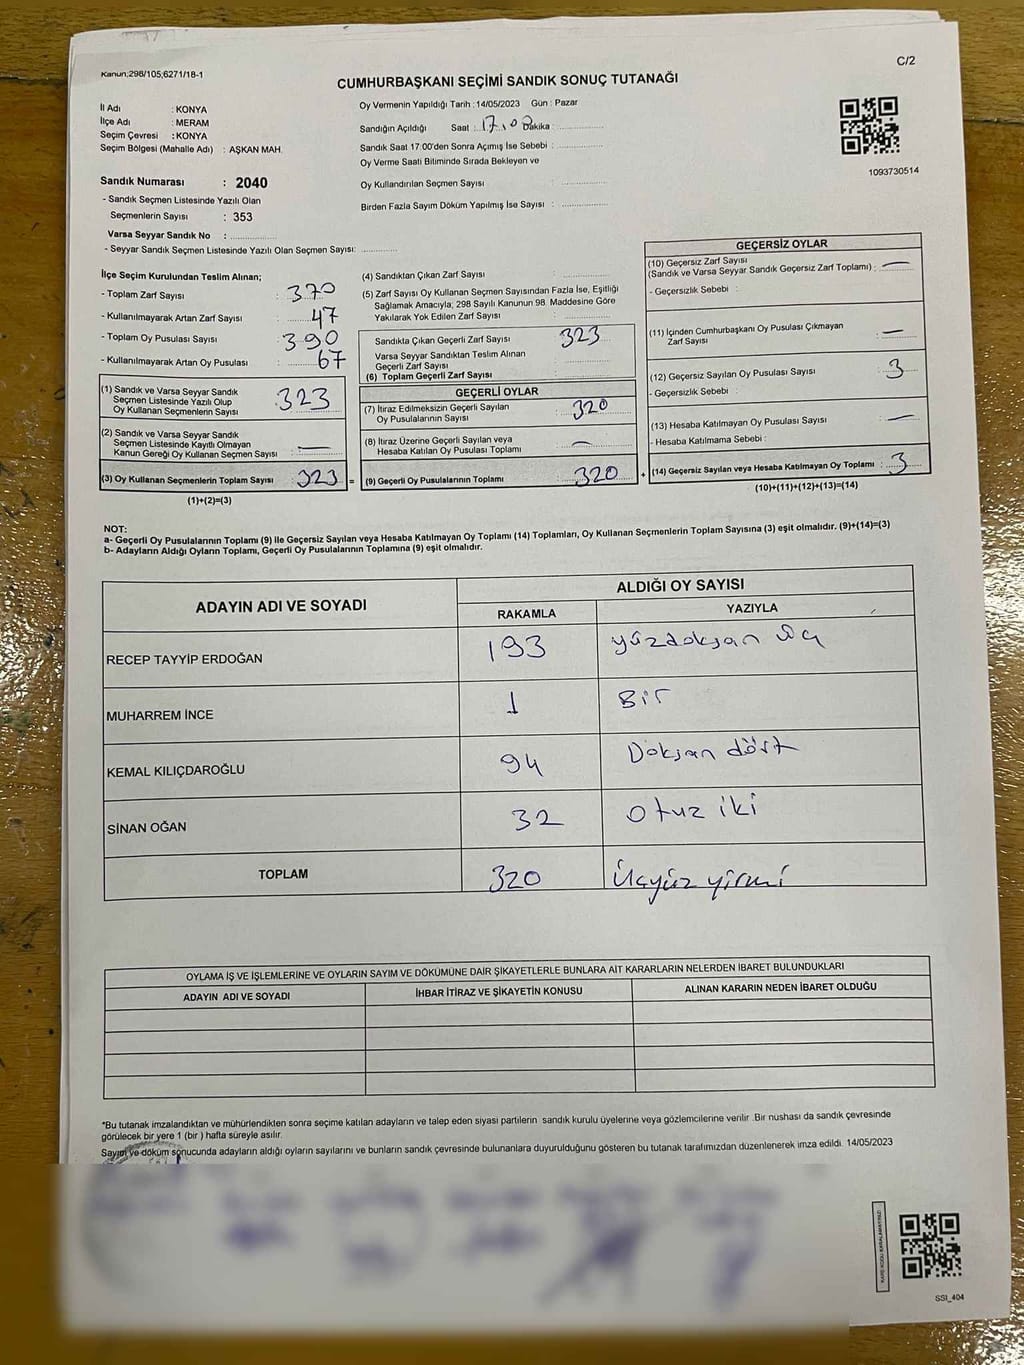 Kanun;298/105,6271/18-1
C/2
CUMHURBAŞKANI SEÇİMİ SANDIK SONUÇ TUTANAĞI
İl Adı : KONYA
İlçe Adı : MERAM
Seçim Çevresi : KONYA
Seçim Bölgesi (Mahalle Adı) : AŞKAN MAH.
Sandık Numarası : 2040
- Sandık Seçmen Listesinde Yazılı Olan
Seçmenlerin Sayısı : 353
Varsa Seyyar Sandık No :
- Seyyar Sandık Seçmen Listesinde Yazılı Olan Seçmen Sayısı:
Oy Vermenin Yapıldığı Tarih : 14/05/2023 Gün : Pazar
Sandığın Açıldığı Saat : 17.00 Dakika :
Sandık Saat 17:00'den Sonra Açımış İse Sebebi :
Oy Verme Saati Bitiminde Sırada Bekleyen ve
Oy Kullandırılan Seçmen Sayısı :
Birden Fazla Sayım Döküm Yapılmış İse Sayısı :
1093730514
İlçe Seçim Kurulundan Teslim Alınan;
- Toplam Zarf Sayısı : 370
- Kullanılmayarak Artan Zarf Sayısı : 47
- Toplam Oy Pusulası Sayısı : 390
- Kullanılmayarak Artan Oy Pusulası : 67
(1) Sandık ve Varsa Seyyar Sandık
Seçmen Listesinde Yazılı Olup
Oy Kullanan Seçmenlerin Sayısı : 323
(2) Sandık ve Varsa Seyyar Sandık
Seçmen Listesinde Kayıtlı Olmayan
Kanun Gereği Oy Kullanan Seçmen Sayısı : —
(3) Oy Kullanan Seçmenlerin Toplam Sayısı : 323 =
(1)+(2)=(3)
(4) Sandıktan Çıkan Zarf Sayısı :
(5) Zarf Sayısı Oy Kullanan Seçmen Sayısından Fazla İse, Eşitliği
Sağlamak Amacıyla; 298 Sayılı Kanunun 98. Maddesine Göre
Yakılarak Yok Edilen Zarf Sayısı :
Sandıkta Çıkan Geçerli Zarf Sayısı : 323
Varsa Seyyar Sandıktan Teslim Alınan
Geçerli Zarf Sayısı :
(6) Toplam Geçerli Zarf Sayısı :
GEÇERLİ OYLAR
(7) İtiraz Edilmeksizin Geçerli Sayılan
Oy Pusulalarının Sayısı : 320
(8) İtiraz Üzerine Geçerli Sayılan veya
Hesaba Katılan Oy Pusulası Toplamı : —
(9) Geçerli Oy Pusulalarının Toplamı : 320 +
GEÇERSİZ OYLAR
(10) Geçersiz Zarf Sayısı
(Sandık ve Varsa Seyyar Sandık Geçersiz Zarf Toplamı) : —
- Geçersizlik Sebebi :
(11) İçinden Cumhurbaşkanı Oy Pusulası Çıkmayan
Zarf Sayısı : —
(12) Geçersiz Sayılan Oy Pusulası Sayısı : 3
- Geçersizlik Sebebi :
(13) Hesaba Katılmayan Oy Pusulası Sayısı : —
- Hesaba Katılmama Sebebi :
(14) Geçersiz Sayılan veya Hesaba Katılmayan Oy Toplamı : 3
(10)+(11)+(12)+(13)=(14)
NOT:
a- Geçerli Oy Pusulalarının Toplamı (9) ile Geçersiz Sayılan veya Hesaba Katılmayan Oy Toplamı (14) Toplamları, Oy Kullanan Seçmenlerin Toplam Sayısına (3) eşit olmalıdır. (9)+(14)=(3)
b- Adayların Aldığı Oyların Toplamı, Geçerli Oy Pusulalarının Toplamına (9) eşit olmalıdır.
ADAYIN ADI VE SOYADI
ALDIĞI OY SAYISI
RAKAMLA YAZIYLA
RECEP TAYYİP ERDOĞAN 193 yüzdoksan üç
MUHARREM İNCE 1 Bir
KEMAL KILIÇDAROĞLU 94 Doksan dört
SİNAN OĞAN 32 otuz iki
TOPLAM 320 Üçyüz yirmi
OYLAMA İŞ VE İŞLEMLERİNE VE OYLARIN SAYIM VE DÖKÜMÜNE DAİR ŞİKAYETLERLE BUNLARA AİT KARARLARIN NELERDEN İBARET BULUNDUKLARI
ADAYIN ADI VE SOYADI İHBAR İTİRAZ VE ŞİKAYETİN KONUSU ALINAN KARARIN NEDEN İBARET OLDUĞU
*Bu tutanak imzalandıktan ve mühürlendikten sonra seçime katılan adayların ve talep eden siyasi partilerin sandık kurulu üyelerine veya gözlemcilerine verilir .Bir nushası da sandık çevresinde
görülecek bir yere 1 (bir ) hafta süreyle asılır.
Sayım ve döküm sonucunda adayların aldığı oyların sayılarını ve bunların sandık çevresinde bulunanlara duyurulduğunu gösteren bu tutanak tarafımızdan düzenlenerek imza edildi. 14/05/2023
SSI_404